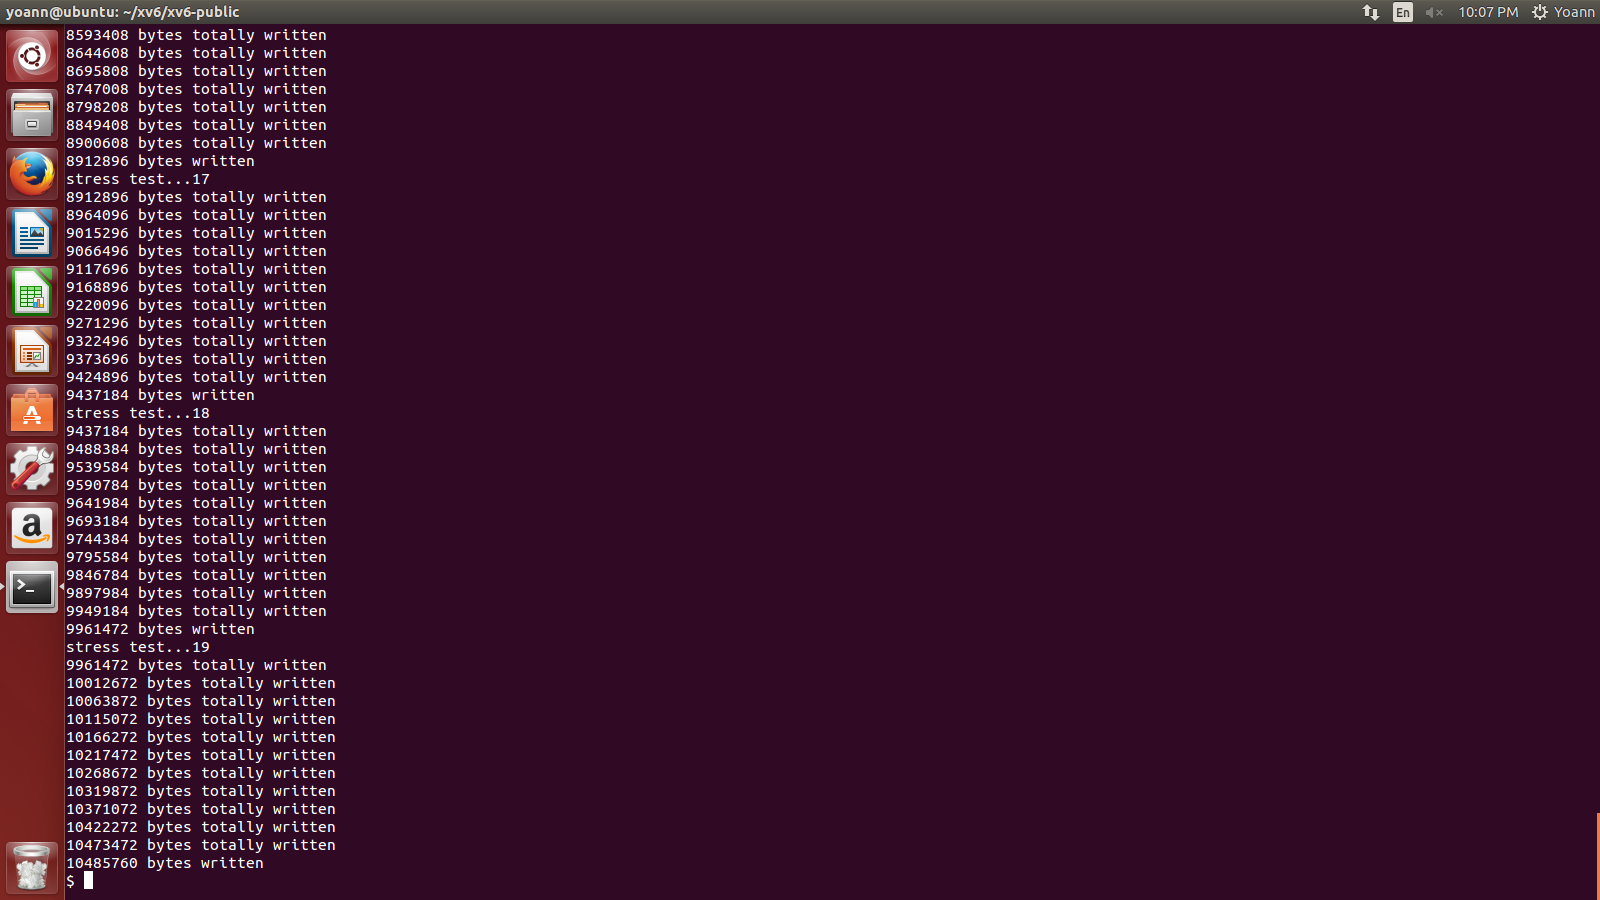 yoann@ubuntu: ~/xv6/xv6-public
En
10:07 PM
Yoann
8593408 bytes totally written
8644608 bytes totally written
8695808 bytes totally written
8747008 bytes totally written
8798208 bytes totally written
8849408 bytes totally written
8900608 bytes totally written
8912896 bytes written
stress test...17
8912896 bytes totally written
8964096 bytes totally written
9015296 bytes totally written
9066496 bytes totally written
9117696 bytes totally written
9168896 bytes totally written
9220096 bytes totally written
9271296 bytes totally written
9322496 bytes totally written
9373696 bytes totally written
9424896 bytes totally written
9437184 bytes written
stress test...18
9437184 bytes totally written
9488384 bytes totally written
9539584 bytes totally written
9590784 bytes totally written
9641984 bytes totally written
9693184 bytes totally written
9744384 bytes totally written
9795584 bytes totally written
9846784 bytes totally written
9897984 bytes totally written
9949184 bytes totally written
9961472 bytes written
stress test...19
9961472 bytes totally written
10012672 bytes totally written
10063872 bytes totally written
10115072 bytes totally written
10166272 bytes totally written
10217472 bytes totally written
10268672 bytes totally written
10319872 bytes totally written
10371072 bytes totally written
10422272 bytes totally written
10473472 bytes totally written
10485760 bytes written
$